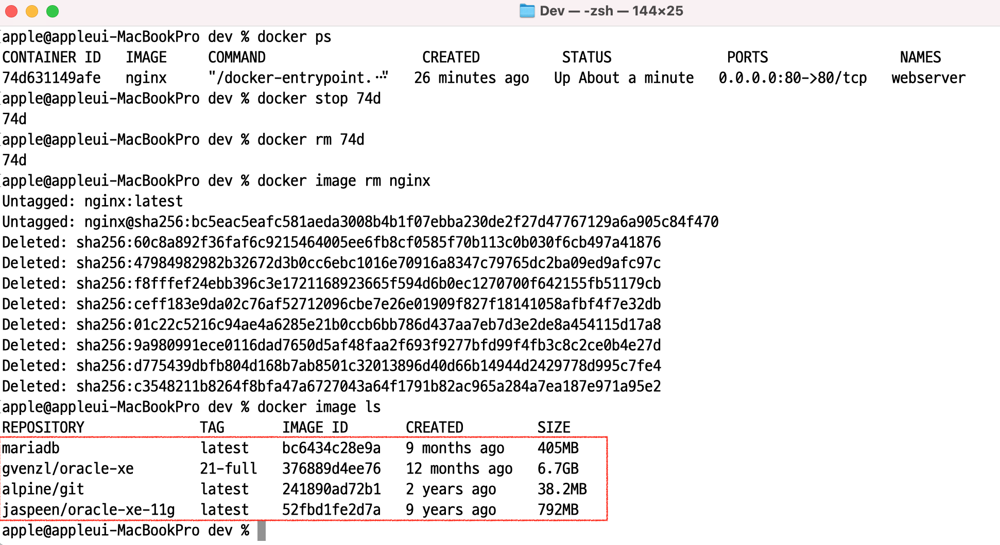 Dev — -zsh — 144×25
apple@appleui-MacBookPro dev % docker ps
CONTAINER ID   IMAGE     COMMAND                   CREATED          STATUS              PORTS                NAMES
74d631149afe   nginx     "/docker-entrypoint.…"   26 minutes ago   Up About a minute   0.0.0.0:80->80/tcp   webserver
apple@appleui-MacBookPro dev % docker stop 74d
74d
apple@appleui-MacBookPro dev % docker rm 74d
74d
apple@appleui-MacBookPro dev % docker image rm nginx
Untagged: nginx:latest
Untagged: nginx@sha256:bc5eac5eafc581aeda3008b4b1f07ebba230de2f27d47767129a6a905c84f470
Deleted: sha256:60c8a892f36faf6c9215464005ee6fb8cf0585f70b113c0b030f6cb497a41876
Deleted: sha256:47984982982b32672d3b0cc6ebc1016e70916a8347c79765dc2ba09ed9afc97c
Deleted: sha256:f8fffef24ebb396c3e1721168923665f594d6b0ec1270700f642155fb51179cb
Deleted: sha256:ceff183e9da02c76af52712096cbe7e26e01909f827f18141058afbf4f7e32db
Deleted: sha256:01c22c5216c94ae4a6285e21b0ccb6bb786d437aa7eb7d3e2de8a454115d17a8
Deleted: sha256:9a980991ece0116dad7650d5af48faa2f693f9277bfd99f4fb3c8c2ce0b4e27d
Deleted: sha256:d775439dbfb804d168b7ab8501c32013896d40d66b14944d2429778d995c7fe4
Deleted: sha256:c3548211b8264f8bfa47a6727043a64f1791b82ac965a284a7ea187e971a95e2
apple@appleui-MacBookPro dev % docker image ls
REPOSITORY              TAG       IMAGE ID       CREATED         SIZE
mariadb                 latest    bc6434c28e9a   9 months ago    405MB
gvenzl/oracle-xe        21-full   376889d4ee76   12 months ago   6.7GB
alpine/git              latest    241890ad72b1   2 years ago     38.2MB
jaspeen/oracle-xe-11g   latest    52fbd1fe2d7a   9 years ago     792MB
apple@appleui-MacBookPro dev %